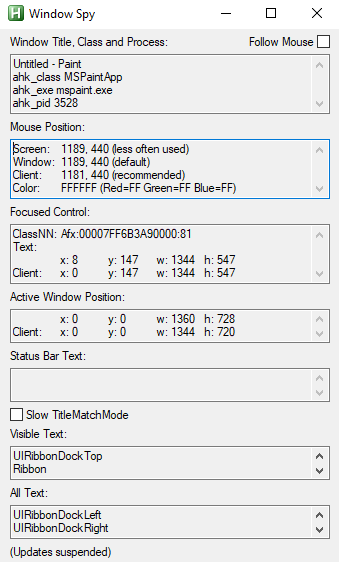 H Window Spy
Window Title, Class and Process:
Follow Mouse
Untitled - Paint
ahk_class MSPaintApp
ahk_exe mspaint.exe
ahk_pid 3528
Mouse Position:
Screen: 1189, 440 (less often used)
Window: 1189, 440 (default)
Client: 1181, 440 (recommended)
Color: FFFFFF (Red=FF Green=FF Blue=FF)
Focused Control:
ClassNN: Afx:00007FF6B3A90000:81
Text:
x: 8 y: 147 w: 1344 h: 547
Client: x: 0 y: 147 w: 1344 h: 547
Active Window Position:
x: 0 y: 0 w: 1360 h: 728
Client: x: 0 y: 0 w: 1344 h: 720
Status Bar Text:
Slow TitleMatchMode
Visible Text:
UIRibbonDockTop
Ribbon
All Text:
UIRibbonDockLeft
UIRibbonDockRight
(Updates suspended)